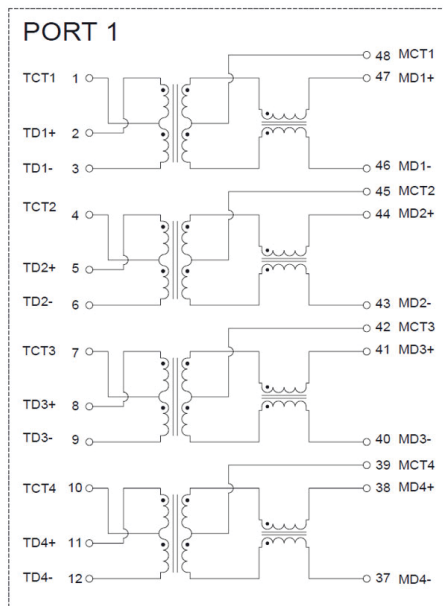 PORT 1
48 MCT1
TCT1 1 47 MD1+
TD1+ 2
TD1- 3 46 MD1-
45 MCT2
TCT2 4 44 MD2+
TD2+ 5
TD2- 6 43 MD2-
42 MCT3
TCT3 7 41 MD3+
TD3+ 8
TD3- 9 40 MD3-
39 MCT4
TCT4 10 38 MD4+
TD4+ 11
TD4- 12 37 MD4-